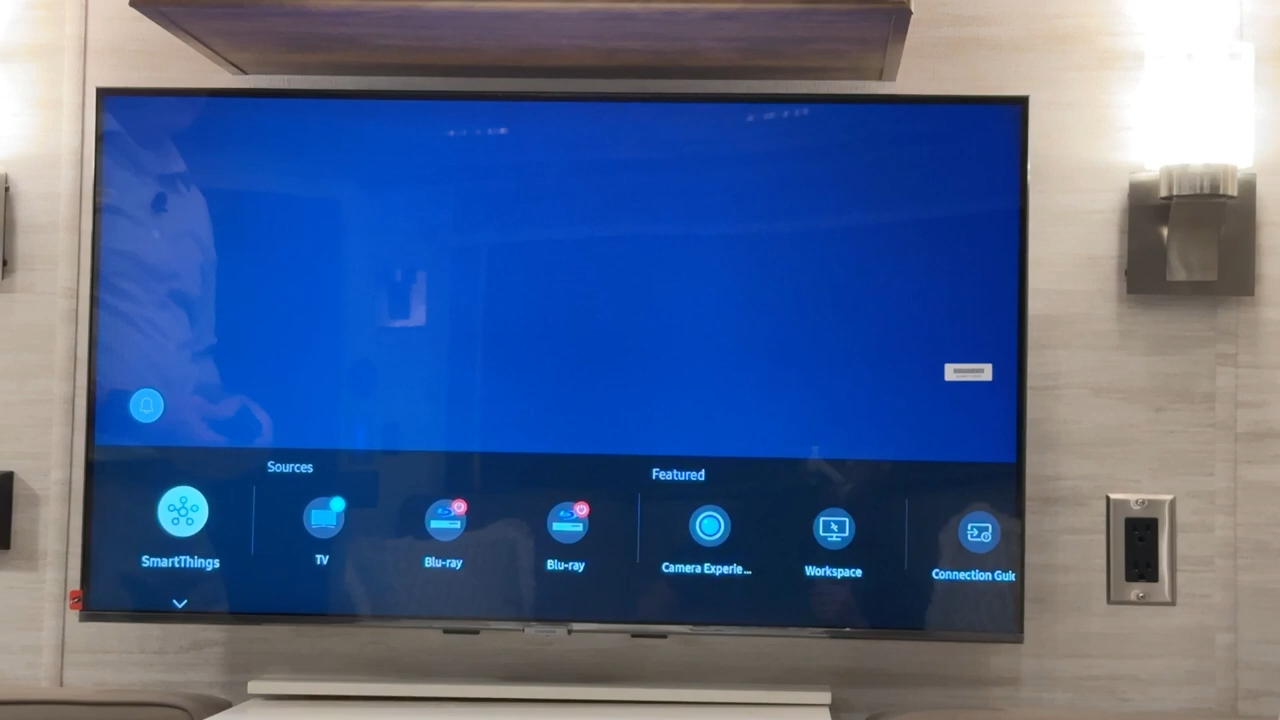 Sources
Featured
SmartThings
TV
Blu-ray
Blu-ray
Camera Experie...
Workspace
Connection Guid